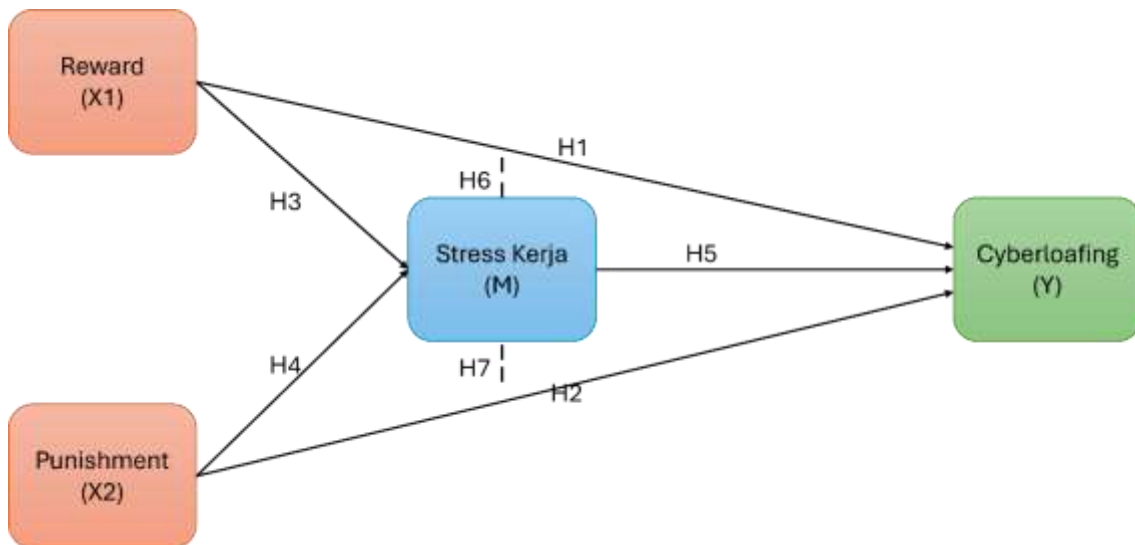 Reward
(X1)
H1
H6
H3
Stress Kerja
(M)
H5
Cyberloafing
(Y)
H4
H7
H2
Punishment
(X2)